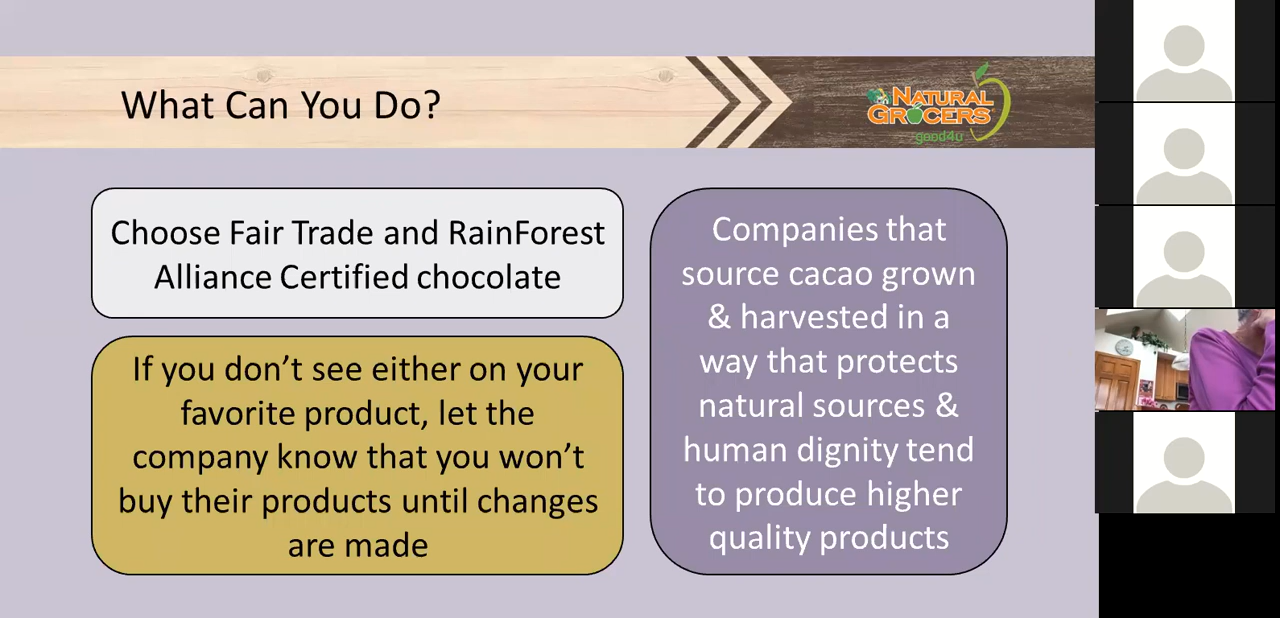 What Can You Do?
NATURAL
GROCERS
good4u
Choose Fair Trade and RainForest
Alliance Certified chocolate
If you don’t see either on your
favorite product, let the
company know that you won’t
buy their products until changes
are made
Companies that
source cacao grown
& harvested in a
way that protects
natural sources &
human dignity tend
to produce higher
quality products